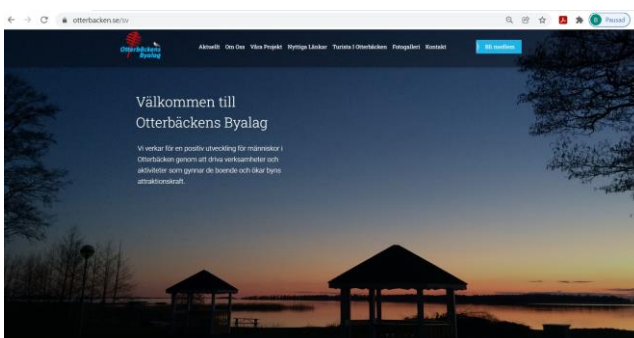 otterbacken.se/sv
Pausad
Otterbäckens
Byalag
Aktuellt Om Oss Våra Projekt Nyttiga Länkar Turista I Otterbäcken Fotogalleri Kontakt
Bli medlem
Välkommen till
Otterbäckens Byalag
Vi verkar för en positiv utveckling för människor i
Otterbäcken genom att driva verksamheter och
aktiviteter som gynnar de boende och ökar byns
attraktionskraft.